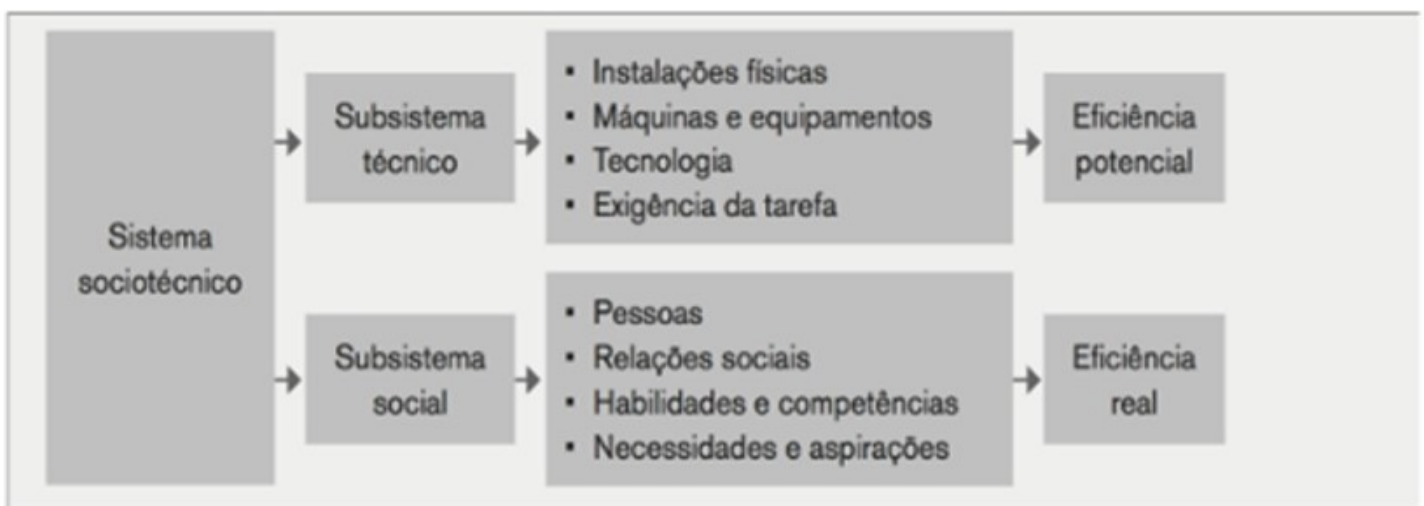 Sistema
sociotécnico
Subsistema
técnico
▪ Instalações físicas
▪ Máquinas e equipamentos
▪ Tecnologia
▪ Exigência da tarefa
Eficiência
potencial
Subsistema
social
▪ Pessoas
▪ Relações sociais
▪ Habilidades e competências
▪ Necessidades e aspirações
Eficiência
real